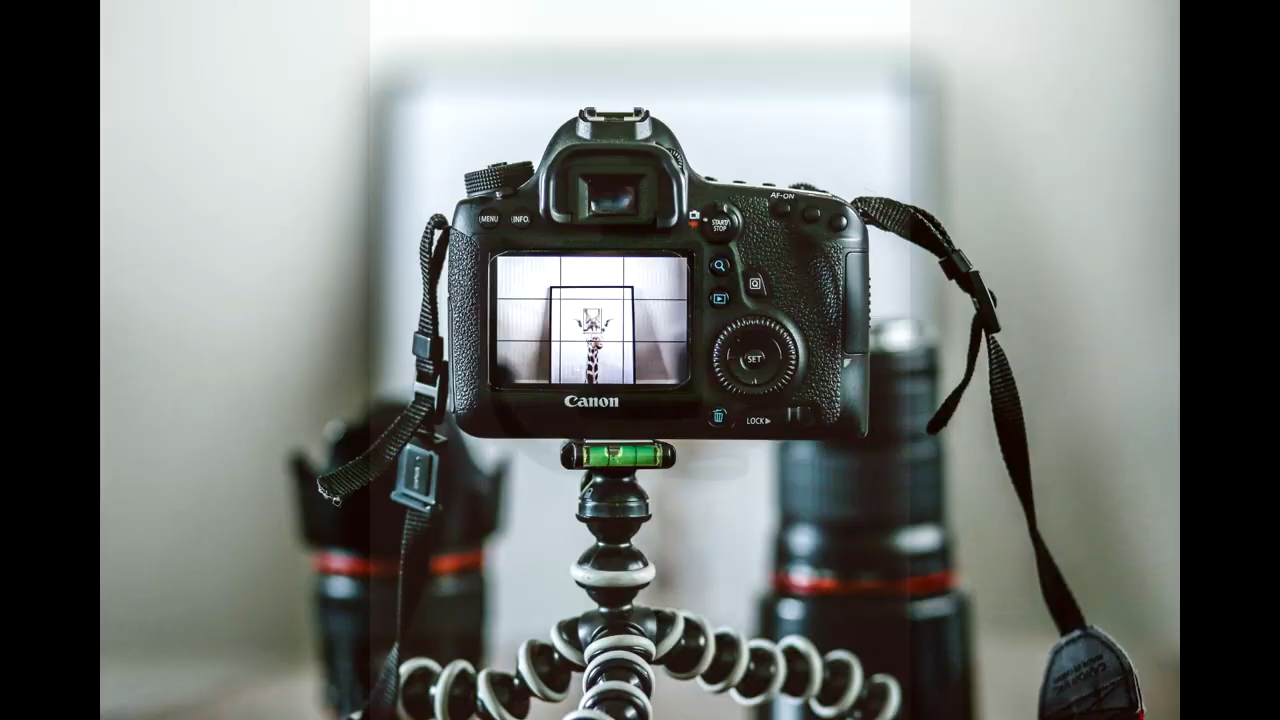 AF-ON
MENU
INFO.
START/
STOP
Q
SET
Canon
LOCK